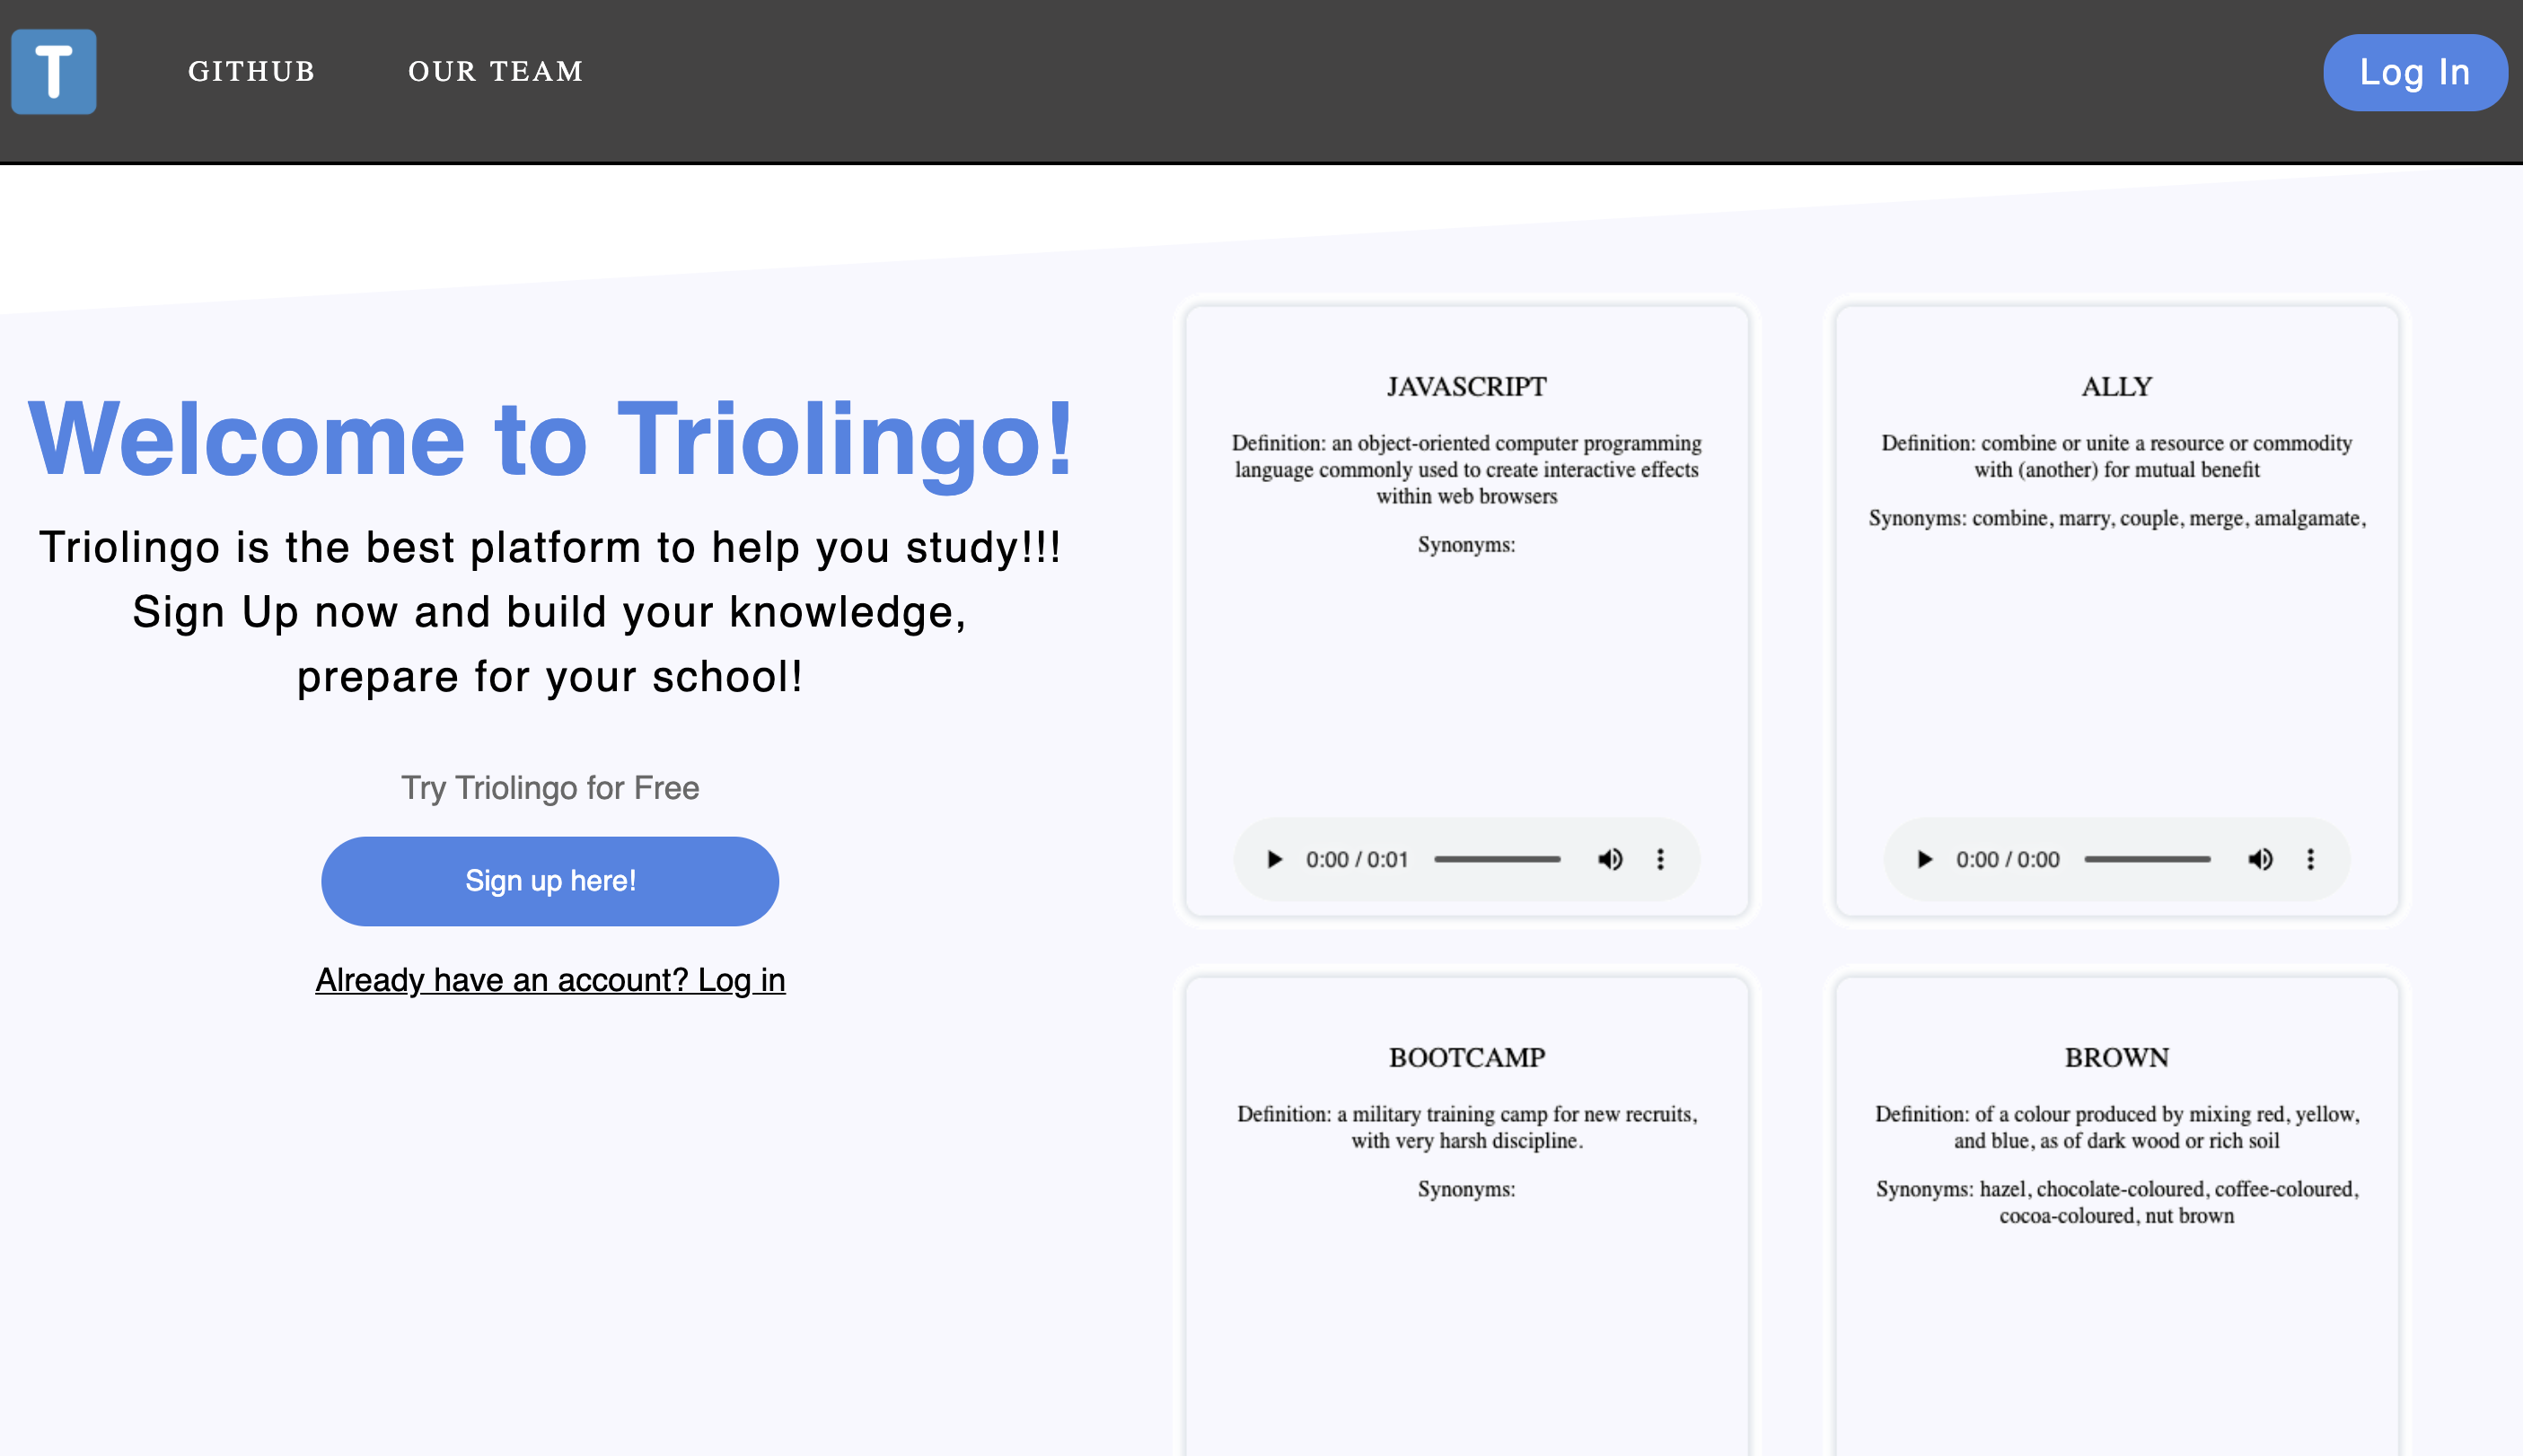 T
GITHUB
OUR TEAM
Log In
Welcome to Triolingo!
Triolingo is the best platform to help you study!!!
Sign Up now and build your knowledge,
prepare for your school!
Try Triolingo for Free
Sign up here!
Already have an account? Log in
JAVASCRIPT
Definition: an object-oriented computer programming
language commonly used to create interactive effects
within web browsers
Synonyms:
0:00 / 0:01
ALLY
Definition: combine or unite a resource or commodity
with (another) for mutual benefit
Synonyms: combine, marry, couple, merge, amalgamate,
0:00 / 0:00
BOOTCAMP
Definition: a military training camp for new recruits,
with very harsh discipline.
Synonyms:
BROWN
Definition: of a colour produced by mixing red, yellow,
and blue, as of dark wood or rich soil
Synonyms: hazel, chocolate-coloured, coffee-coloured,
cocoa-coloured, nut brown